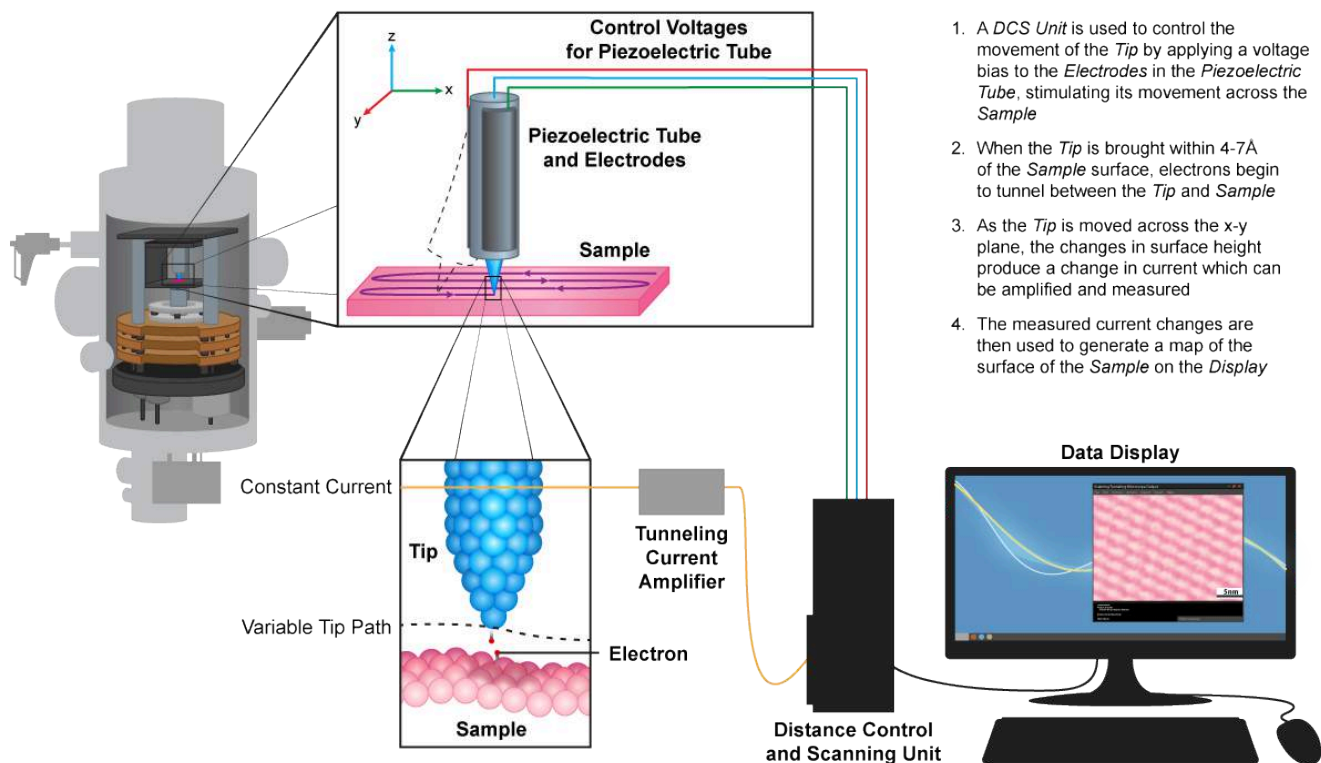 Control Voltages
for Piezoelectric Tube
z
x
y
Piezoelectric Tube
and Electrodes
Sample
1. A DCS Unit is used to control the
movement of the Tip by applying a voltage
bias to the Electrodes in the Piezoelectric
Tube, stimulating its movement across the
Sample
2. When the Tip is brought within 4-7Å
of the Sample surface, electrons begin
to tunnel between the Tip and Sample
3. As the Tip is moved across the x-y
plane, the changes in surface height
produce a change in current which can
be amplified and measured
4. The measured current changes are
then used to generate a map of the
surface of the Sample on the Display
Constant Current
Tip
Variable Tip Path
Electron
Sample
Tunneling
Current
Amplifier
Distance Control
and Scanning Unit
Data Display
Scanning Tunneling Microscope Output
5nm